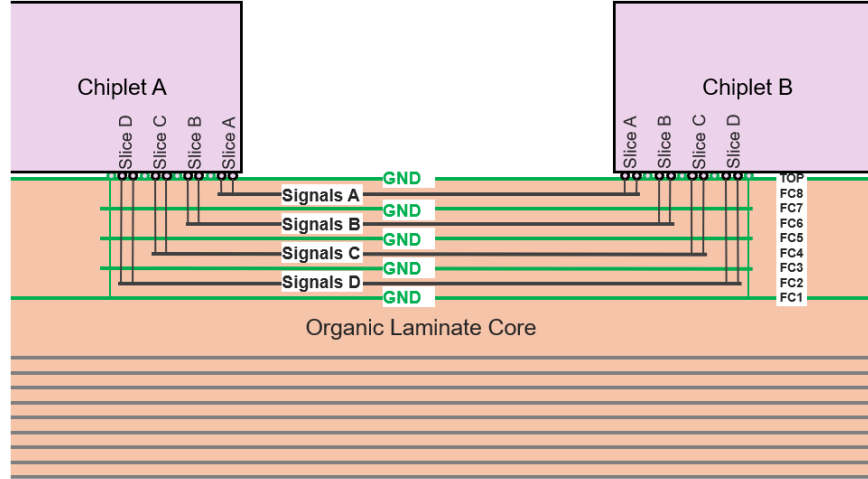 Chiplet A
Chiplet B
Slice D
Slice C
Slice B
Slice A
Slice A
Slice B
Slice C
Slice D
GND
TOP
Signals A
FC8
GND
FC7
Signals B
FC6
GND
FC5
Signals C
FC4
GND
FC3
Signals D
FC2
GND
FC1
Organic Laminate Core